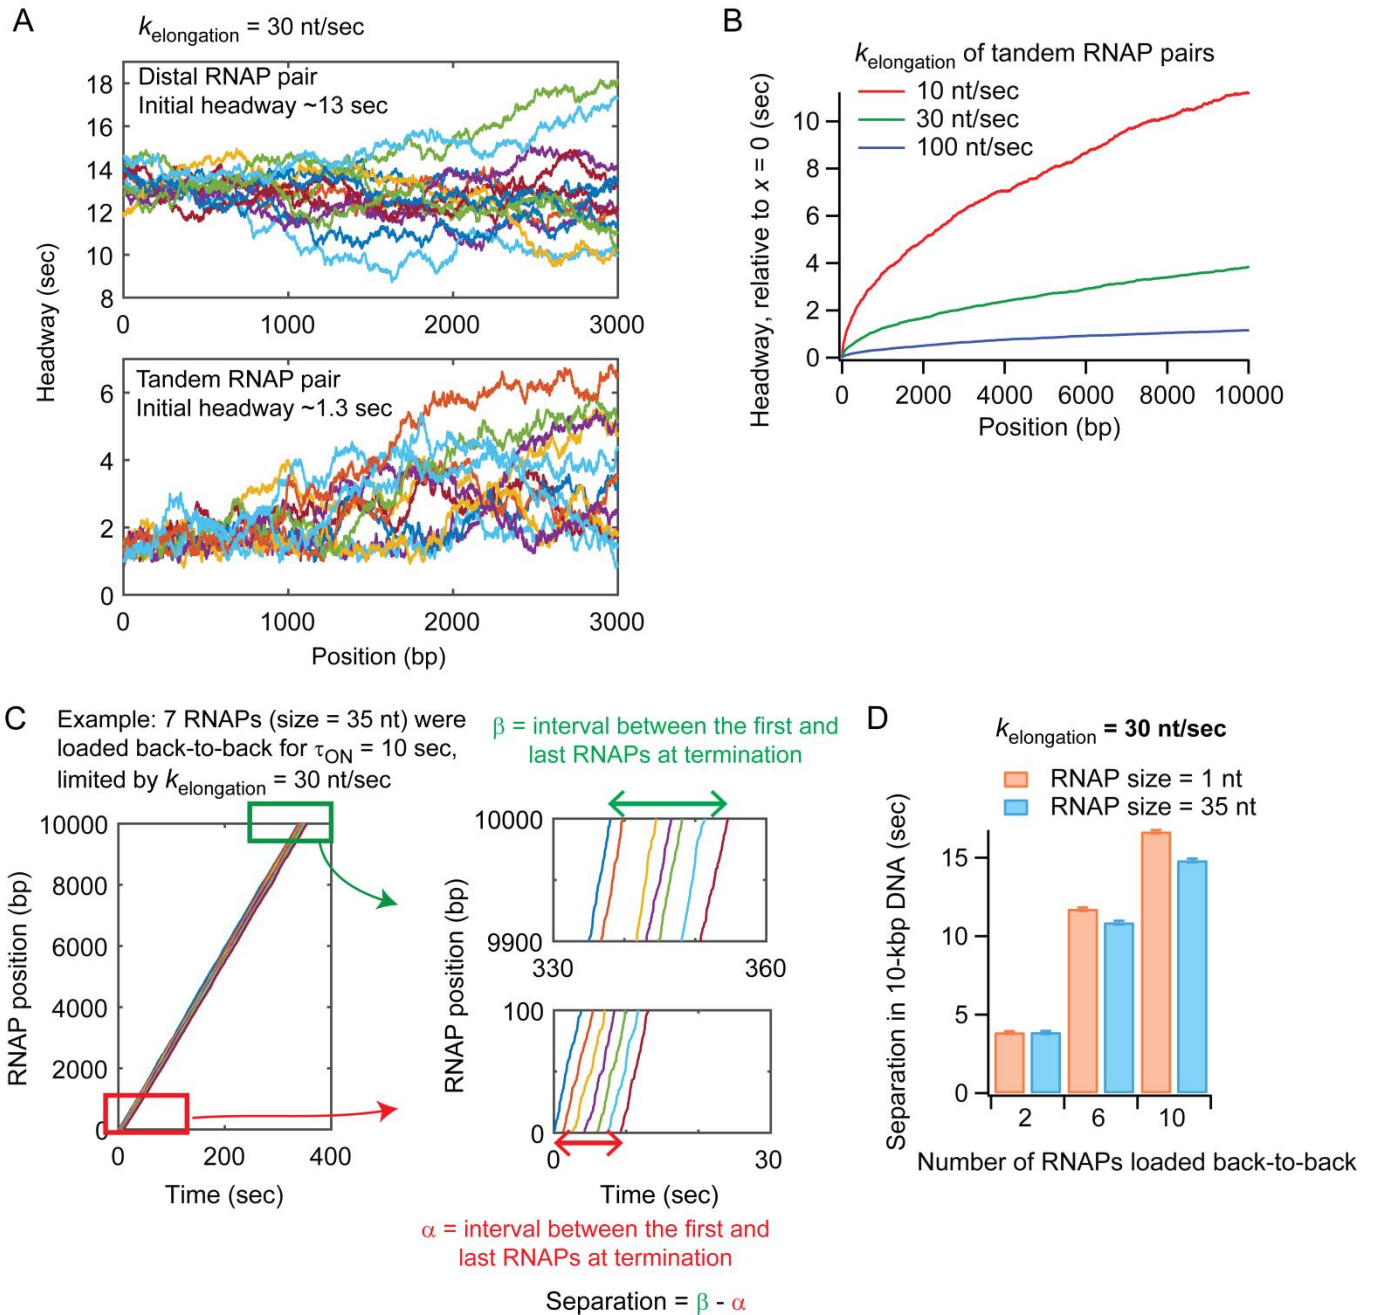 A
k elongation = 30 nt/sec
Distal RNAP pair
Initial headway ~13 sec
18
16
14
12
10
8
0
1000
2000
3000
Headway (sec)
Tandem RNAP pair
Initial headway ~1.3 sec
6
4
2
0
0
1000
2000
3000
Position (bp)
B
k elongation of tandem RNAP pairs
10 nt/sec
30 nt/sec
100 nt/sec
Headway, relative to x = 0 (sec)
10
8
6
4
2
0
0
2000
4000
6000
8000
10000
Position (bp)
C
Example: 7 RNAPs (size = 35 nt) were
loaded back-to-back for τON = 10 sec,
limited by k elongation = 30 nt/sec
RNAP position (bp)
10000
8000
6000
4000
2000
0
0
200
400
Time (sec)
β = interval between the first and
last RNAPs at termination
RNAP position (bp)
10000
9900
330
360
100
0
0
30
Time (sec)
α = interval between the first and
last RNAPs at termination
Separation = β - α
D
k elongation = 30 nt/sec
RNAP size = 1 nt
RNAP size = 35 nt
Separation in 10-kbp DNA (sec)
15
10
5
0
2
6
10
Number of RNAPs loaded back-to-back